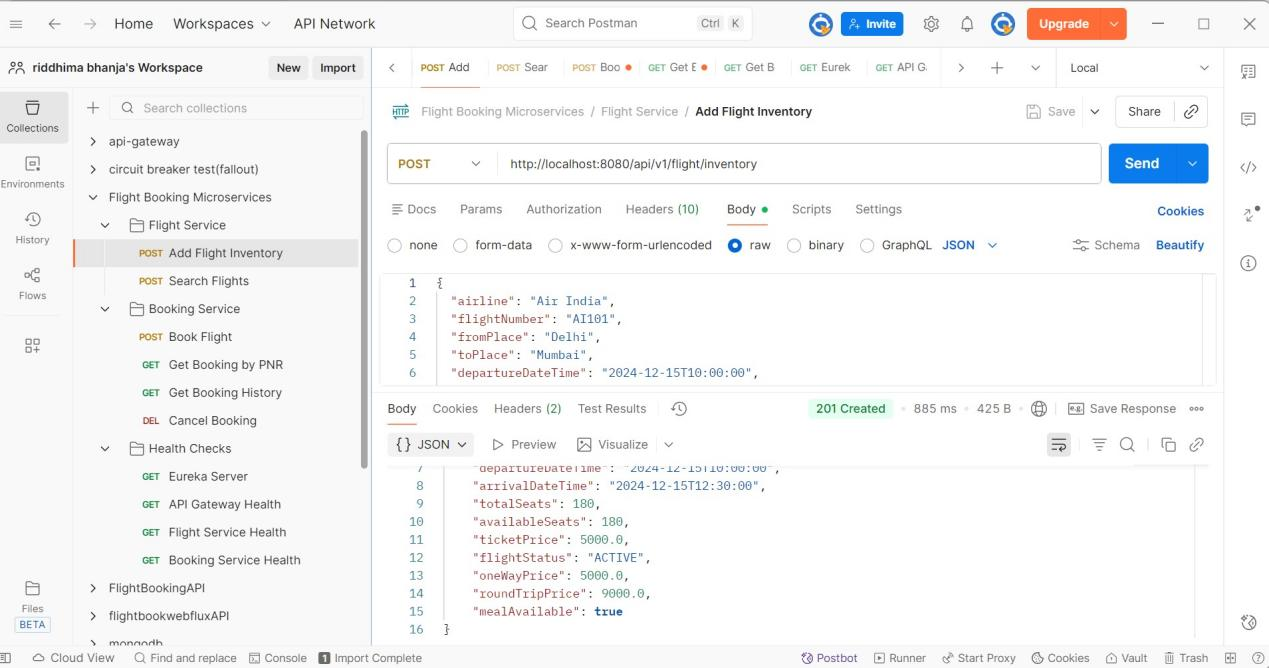 Home Workspaces API Network Search Postman Ctrl K Invite Upgrade
riddhima bhanja's Workspace New Import POST Add POST Sear POST Boo GET Get E GET Get B GET Eurek GET API G Local
Collections
Environments
History
Flows
Files
BETA
Search collections
api-gateway
circuit breaker test(fallout)
Flight Booking Microservices
Flight Service
POST Add Flight Inventory
POST Search Flights
Booking Service
POST Book Flight
GET Get Booking by PNR
GET Get Booking History
DEL Cancel Booking
Health Checks
GET Eureka Server
GET API Gateway Health
GET Flight Service Health
GET Booking Service Health
FlightBookingAPI
flightbookwebfluxAPI
mongodb
HTTP Flight Booking Microservices / Flight Service / Add Flight Inventory Save Share
POST http://localhost:8080/api/v1/flight/inventory Send
Docs Params Authorization Headers (10) Body Scripts Settings Cookies
none form-data x-www-form-urlencoded raw binary GraphQL JSON Schema Beautify
1 {
2 "airline": "Air India",
3 "flightNumber": "AI101",
4 "fromPlace": "Delhi",
5 "toPlace": "Mumbai",
6 "departureDateTime": "2024-12-15T10:00:00",
Body Cookies Headers (2) Test Results 201 Created 885 ms 425 B Save Response
{} JSON Preview Visualize
7 "departureDateTime": "2024-12-15T10:00:00",
8 "arrivalDateTime": "2024-12-15T12:30:00",
9 "totalSeats": 180,
10 "availableSeats": 180,
11 "ticketPrice": 5000.0,
12 "flightStatus": "ACTIVE",
13 "oneWayPrice": 5000.0,
14 "roundTripPrice": 9000.0,
15 "mealAvailable": true
16 }
Cloud View Find and replace Console 1 Import Complete Postbot Runner Start Proxy Cookies Vault Trash